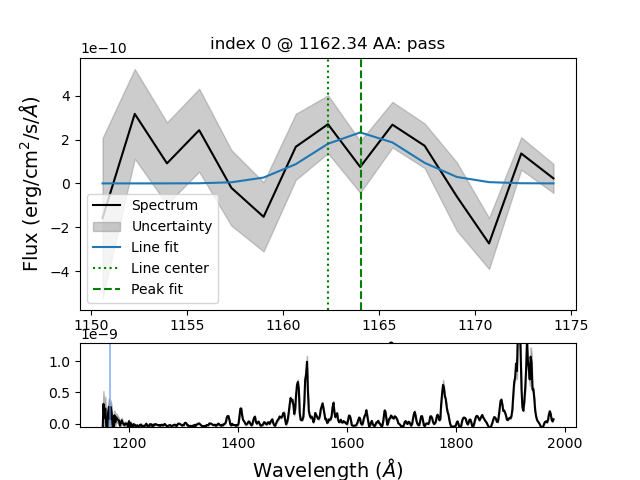 index 0 @ 1162.34 AA: pass
1e−10
Flux (erg/cm²/s/Å)
4
2
0
−2
−4
Spectrum
Uncertainty
Line fit
Line center
Peak fit
1150 1155 1160 1165 1170 1175
1e−9
1.0
0.5
0.0
1200 1400 1600 1800 2000
Wavelength (Å)